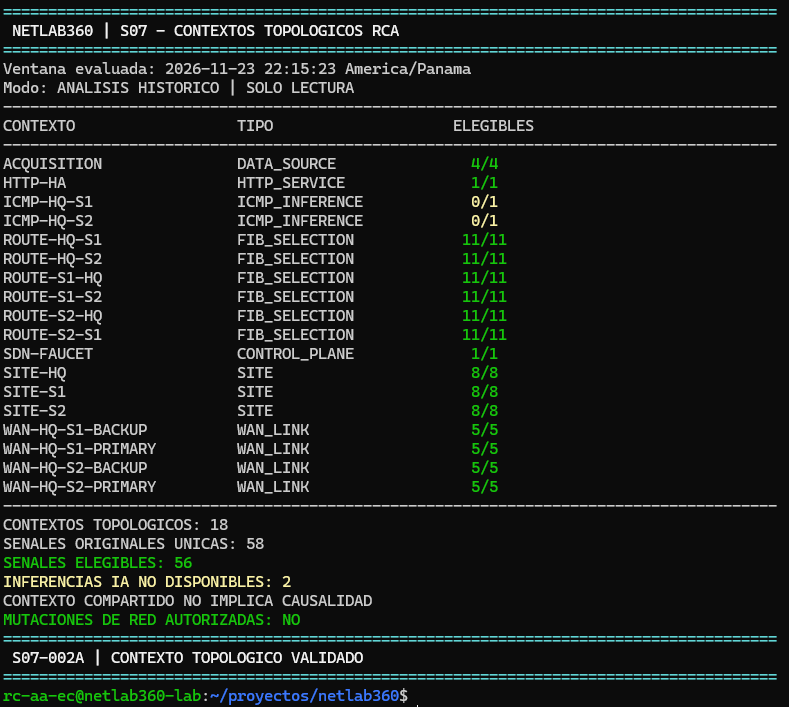 ================================================================================
NETLAB360 | S07 - CONTEXTOS TOPOLOGICOS RCA
================================================================================
Ventana evaluada: 2026-11-23 22:15:23 America/Panama
Modo: ANALISIS HISTORICO | SOLO LECTURA
--------------------------------------------------------------------------------
CONTEXTO TIPO ELEGIBLES
--------------------------------------------------------------------------------
ACQUISITION DATA_SOURCE 4/4
HTTP-HA HTTP_SERVICE 1/1
ICMP-HQ-S1 ICMP_INFERENCE 0/1
ICMP-HQ-S2 ICMP_INFERENCE 0/1
ROUTE-HQ-S1 FIB_SELECTION 11/11
ROUTE-HQ-S2 FIB_SELECTION 11/11
ROUTE-S1-HQ FIB_SELECTION 11/11
ROUTE-S1-S2 FIB_SELECTION 11/11
ROUTE-S2-HQ FIB_SELECTION 11/11
ROUTE-S2-S1 FIB_SELECTION 11/11
SDN-FAUCET CONTROL_PLANE 1/1
SITE-HQ SITE 8/8
SITE-S1 SITE 8/8
SITE-S2 SITE 8/8
WAN-HQ-S1-BACKUP WAN_LINK 5/5
WAN-HQ-S1-PRIMARY WAN_LINK 5/5
WAN-HQ-S2-BACKUP WAN_LINK 5/5
WAN-HQ-S2-PRIMARY WAN_LINK 5/5
--------------------------------------------------------------------------------
CONTEXTOS TOPOLOGICOS: 18
SENALES ORIGINALES UNICAS: 58
SENALES ELEGIBLES: 56
INFERENCIAS IA NO DISPONIBLES: 2
CONTEXTO COMPARTIDO NO IMPLICA CAUSALIDAD
MUTACIONES DE RED AUTORIZADAS: NO
================================================================================
S07-002A | CONTEXTO TOPOLOGICO VALIDADO
================================================================================
rc-aa-ec@netlab360-lab:~/proyectos/netlab360$